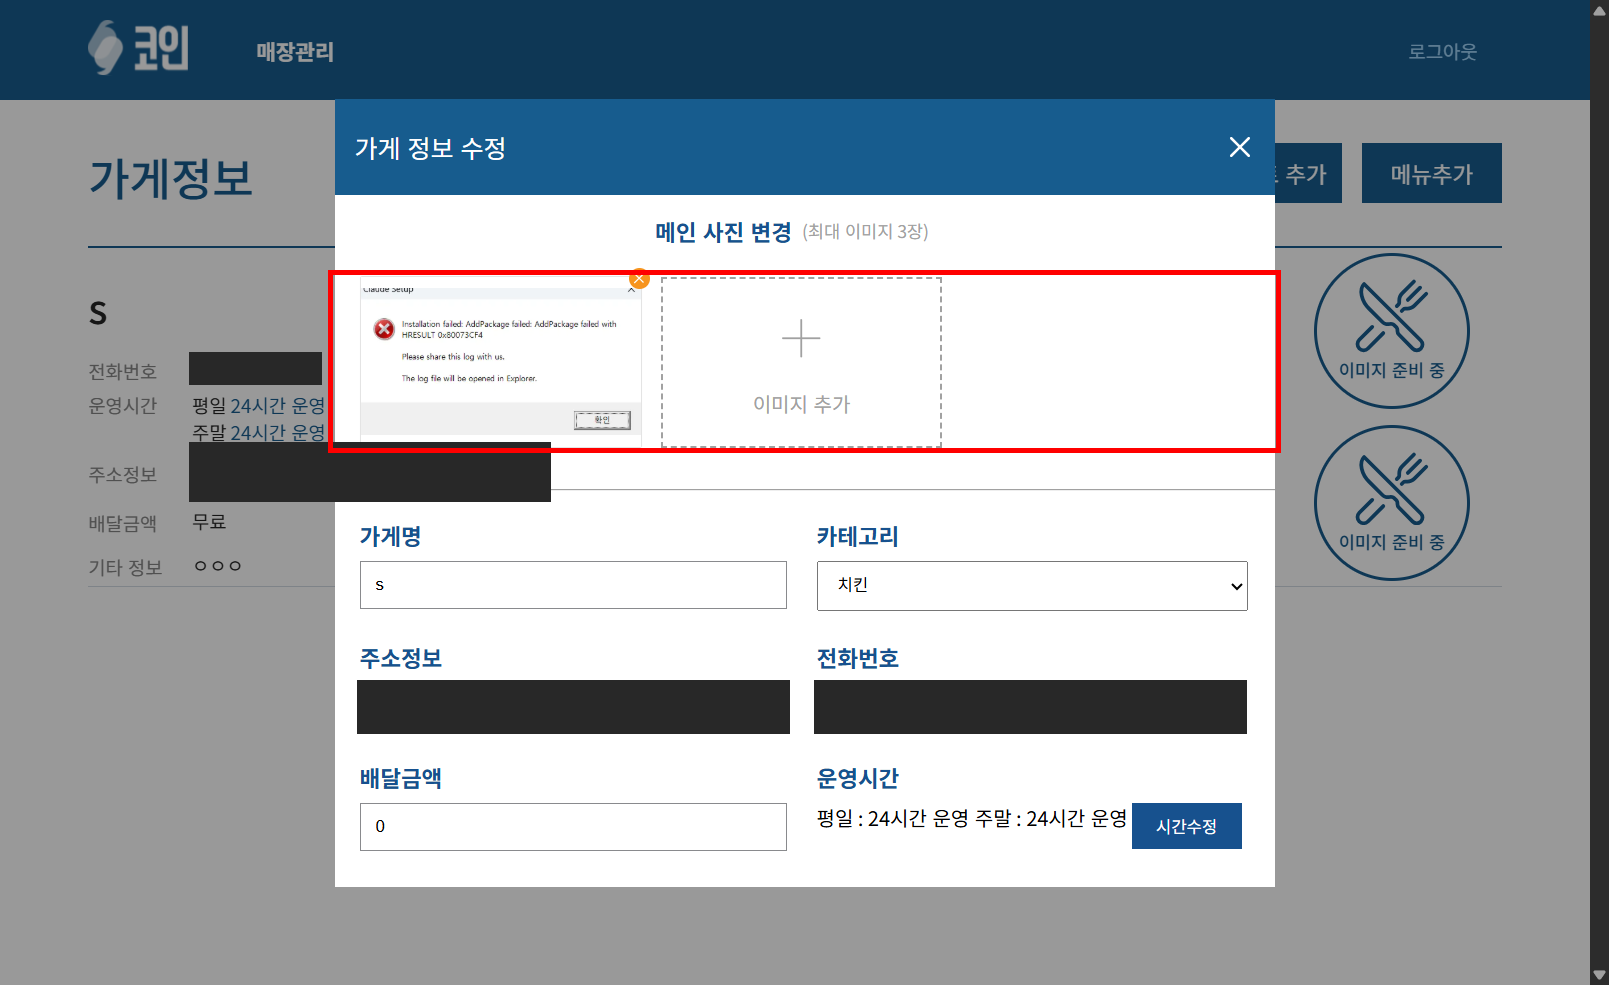 코인
매장관리
로그아웃
가게정보
추가
메뉴추가
가게 정보 수정
메인 사진 변경 (최대 이미지 3장)
Claude Setup
Installation failed: AddPackage failed: AddPackage failed with
HRESULT 0x80073CF4
Please share this log with us.
The log file will be opened in Explorer.
확인
이미지 추가
s
전화번호
운영시간 평일 24시간 운영
주말 24시간 운영
주소정보
배달금액 무료
기타 정보 ㅇㅇㅇ
이미지 준비 중
이미지 준비 중
가게명
s
카테고리
치킨
주소정보
전화번호
배달금액
0
운영시간
평일 : 24시간 운영 주말 : 24시간 운영
시간수정